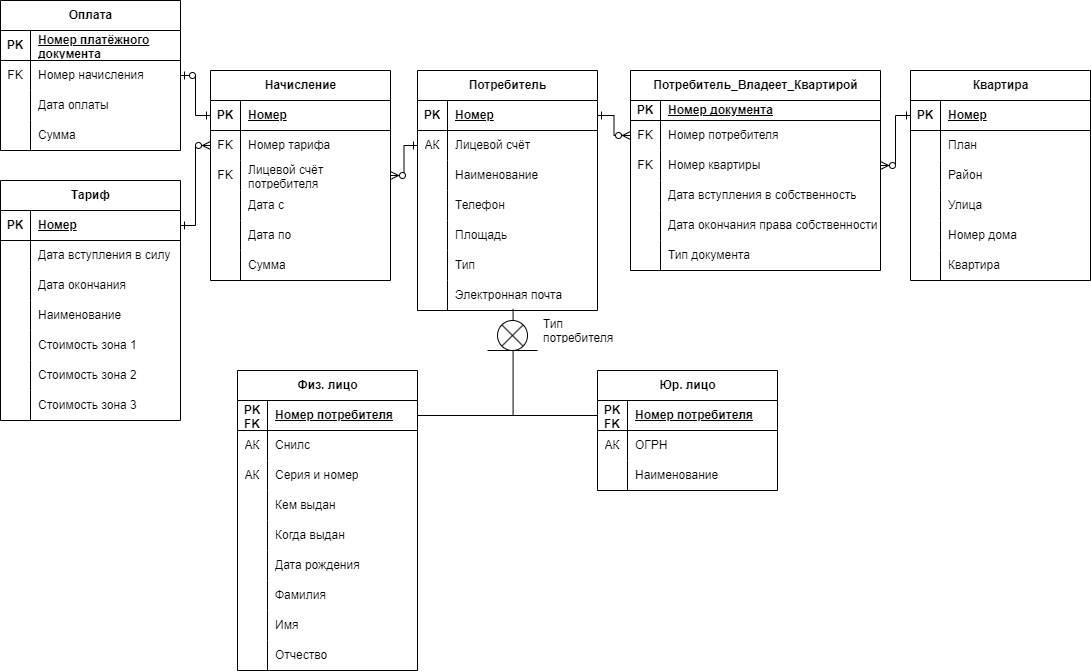 Оплата
PK Номер платёжного
документа
FK Номер начисления
Дата оплаты
Сумма
Тариф
PK Номер
Дата вступления в силу
Дата окончания
Наименование
Стоимость зона 1
Стоимость зона 2
Стоимость зона 3
Начисление
PK Номер
FK Номер тарифа
FK Лицевой счёт
потребителя
Дата с
Дата по
Сумма
Потребитель
PK Номер
АК Лицевой счёт
Наименование
Телефон
Площадь
Тип
Электронная почта
Потребитель_Владеет_Квартирой
PK Номер документа
FK Номер потребителя
FK Номер квартиры
Дата вступления в собственность
Дата окончания права собственности
Тип документа
Квартира
PK Номер
План
Район
Улица
Номер дома
Квартира
Тип
потребителя
Физ. лицо
PK
FK Номер потребителя
АК Снилс
АК Серия и номер
Кем выдан
Когда выдан
Дата рождения
Фамилия
Имя
Отчество
Юр. лицо
PK
FK Номер потребителя
АК ОГРН
Наименование